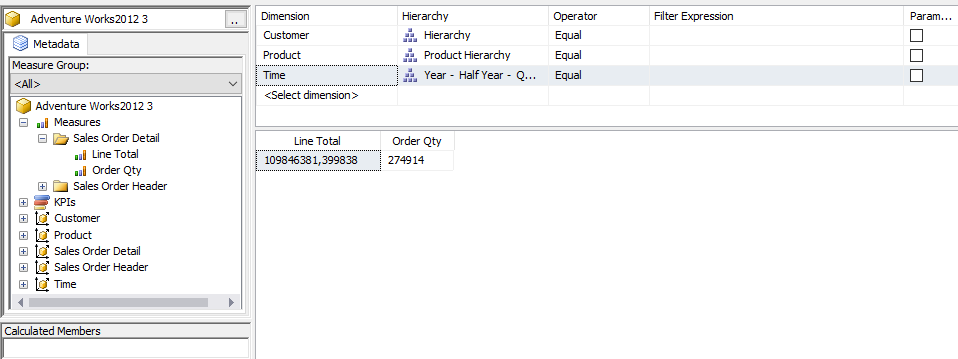 Adventure Works2012 3
..
Metadata
Measure Group:
<All>
Adventure Works2012 3
Measures
Sales Order Detail
Line Total
Order Qty
Sales Order Header
KPIs
Customer
Product
Sales Order Detail
Sales Order Header
Time
Calculated Members
Dimension Hierarchy Operator Filter Expression Param...
Customer Hierarchy Equal
Product Product Hierarchy Equal
Time Year - Half Year - Q... Equal
<Select dimension>
Line Total Order Qty
109846381,399838 274914